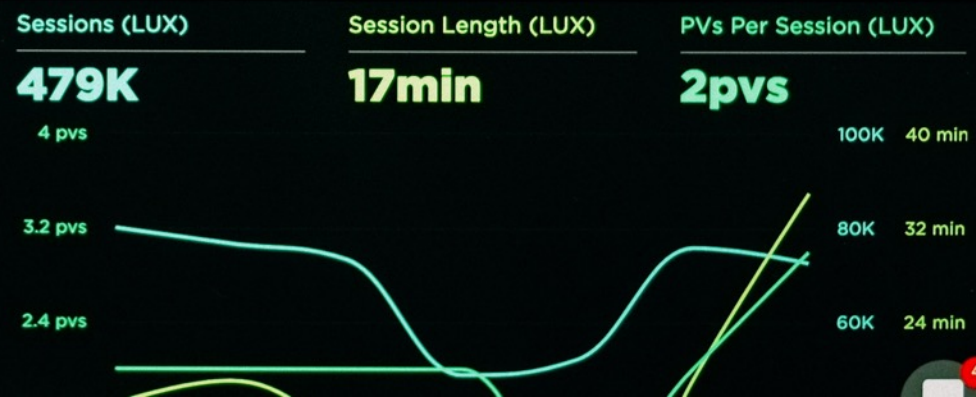 Sessions (LUX) Session Length (LUX) PVs Per Session (LUX)
479K 17min 2pvs
4 pvs 100K 40 min
3.2 pvs 80K 32 min
2.4 pvs 60K 24 min